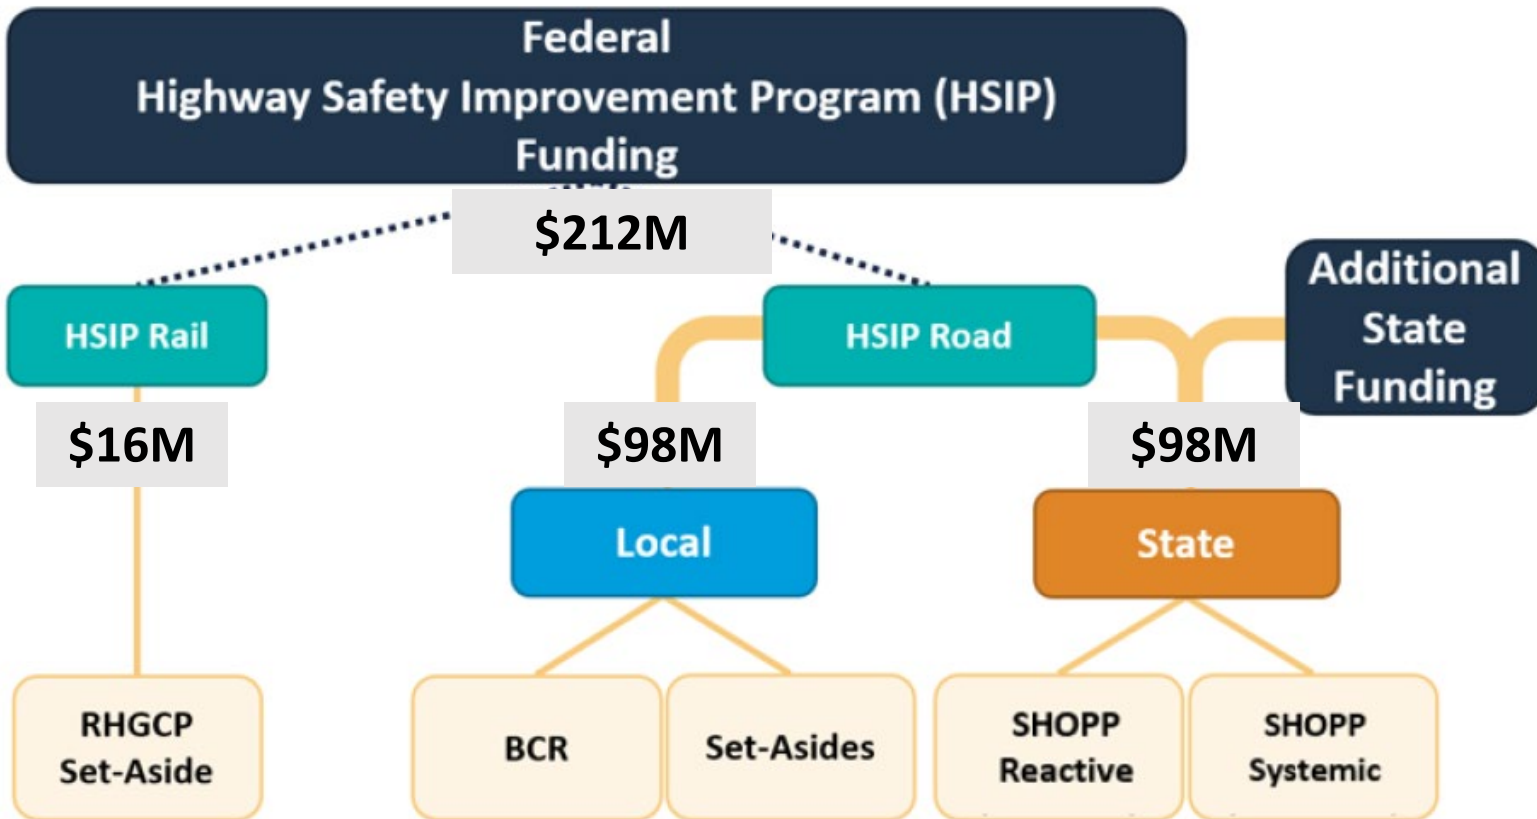 Federal
Highway Safety Improvement Program (HSIP)
Funding
$212M
HSIP Rail
HSIP Road
Additional
State
Funding
$16M
$98M
$98M
Local
State
RHGCP
Set-Aside
BCR
Set-Asides
SHOPP
Reactive
SHOPP
Systemic